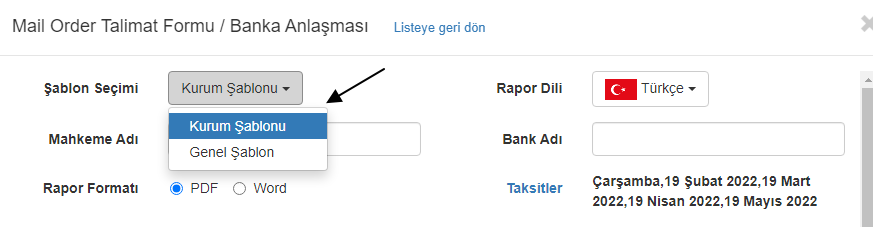 Mail Order Talimat Formu / Banka Anlaşması Listeye geri dön
Şablon Seçimi Kurum Şablonu Rapor Dili Türkçe
Kurum Şablonu
Mahkeme Adı Bank Adı
Genel Şablon
Rapor Formatı PDF Word Taksitler Çarşamba,19 Şubat 2022,19 Mart
2022,19 Nisan 2022,19 Mayıs 2022